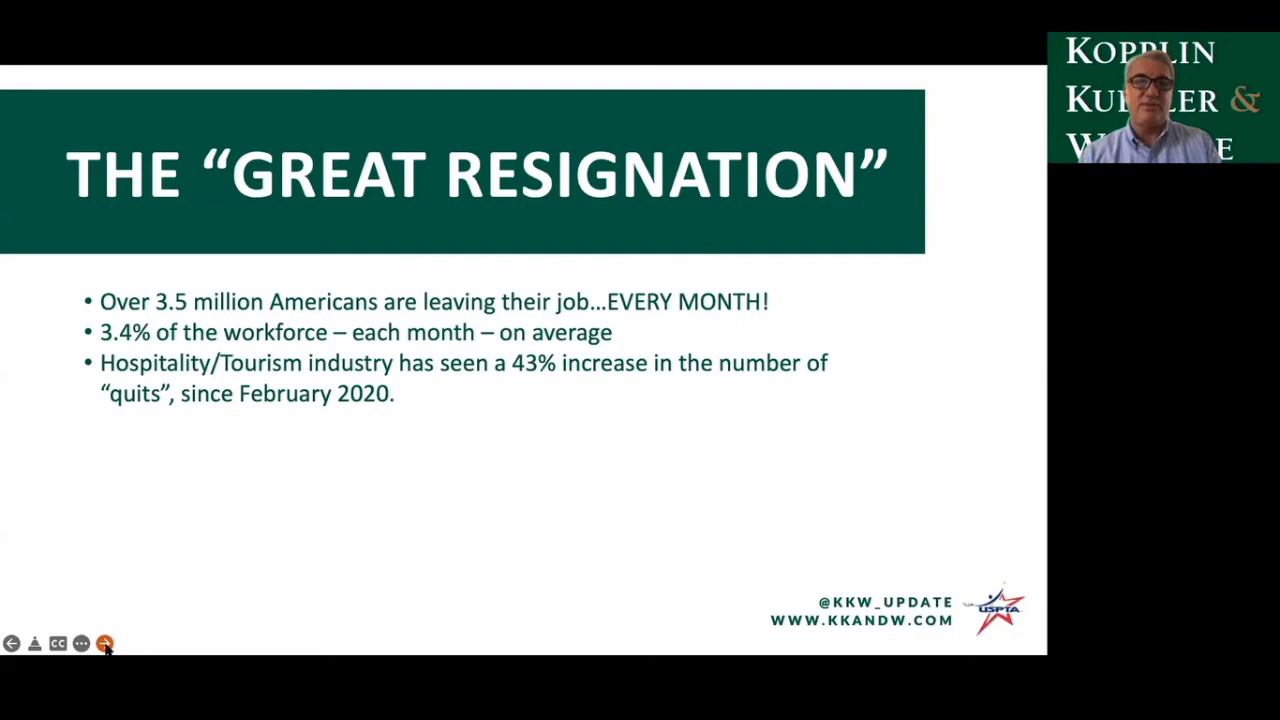 THE “GREAT RESIGNATION”
• Over 3.5 million Americans are leaving their job…EVERY MONTH!
• 3.4% of the workforce – each month – on average
• Hospitality/Tourism industry has seen a 43% increase in the number of
“quits”, since February 2020.
@KKW_UPDATE
WWW.KKANDW.COM
USPTA
CC
KOPPLIN
&